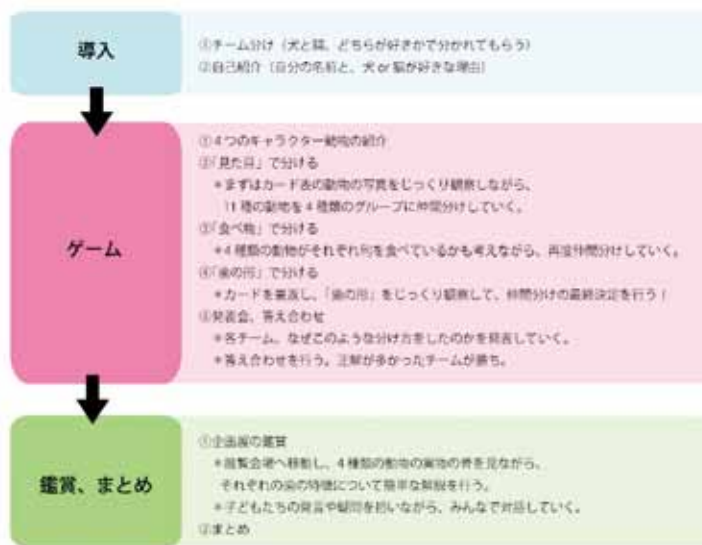 導入
①チーム分け（犬と猫、どちらが好きかで分かれてもらう）
②自己紹介（自分の名前と、犬 or 猫が好きな理由）
ゲーム
①4つのキャラクター動物の紹介
②「見た目」で分ける
＊まずはカード表の動物の写真をじっくり観察しながら、
11種の動物を4種類のグループに仲間分けしていく。
③「食べ物」で分ける
＊4種類の動物がそれぞれ何を食べているかも考えながら、再度仲間分けしていく。
④「歯の形」で分ける
＊カードを裏返し、「歯の形」をじっくり観察して、仲間分けの最終決定を行う！
⑤発表会、答え合わせ
＊各チーム、なぜこのような分け方をしたのかを発表していく。
＊答え合わせを行う。正解が多かったチームが勝ち。
鑑賞、まとめ
①企画展の鑑賞
＊展覧会場へ移動し、4種類の動物の実物の骨を見ながら、
それぞれの歯の特徴について簡単な解説を行う。
＊子どもたちの発言や疑問を拾いながら、みんなで対話していく。
②まとめ